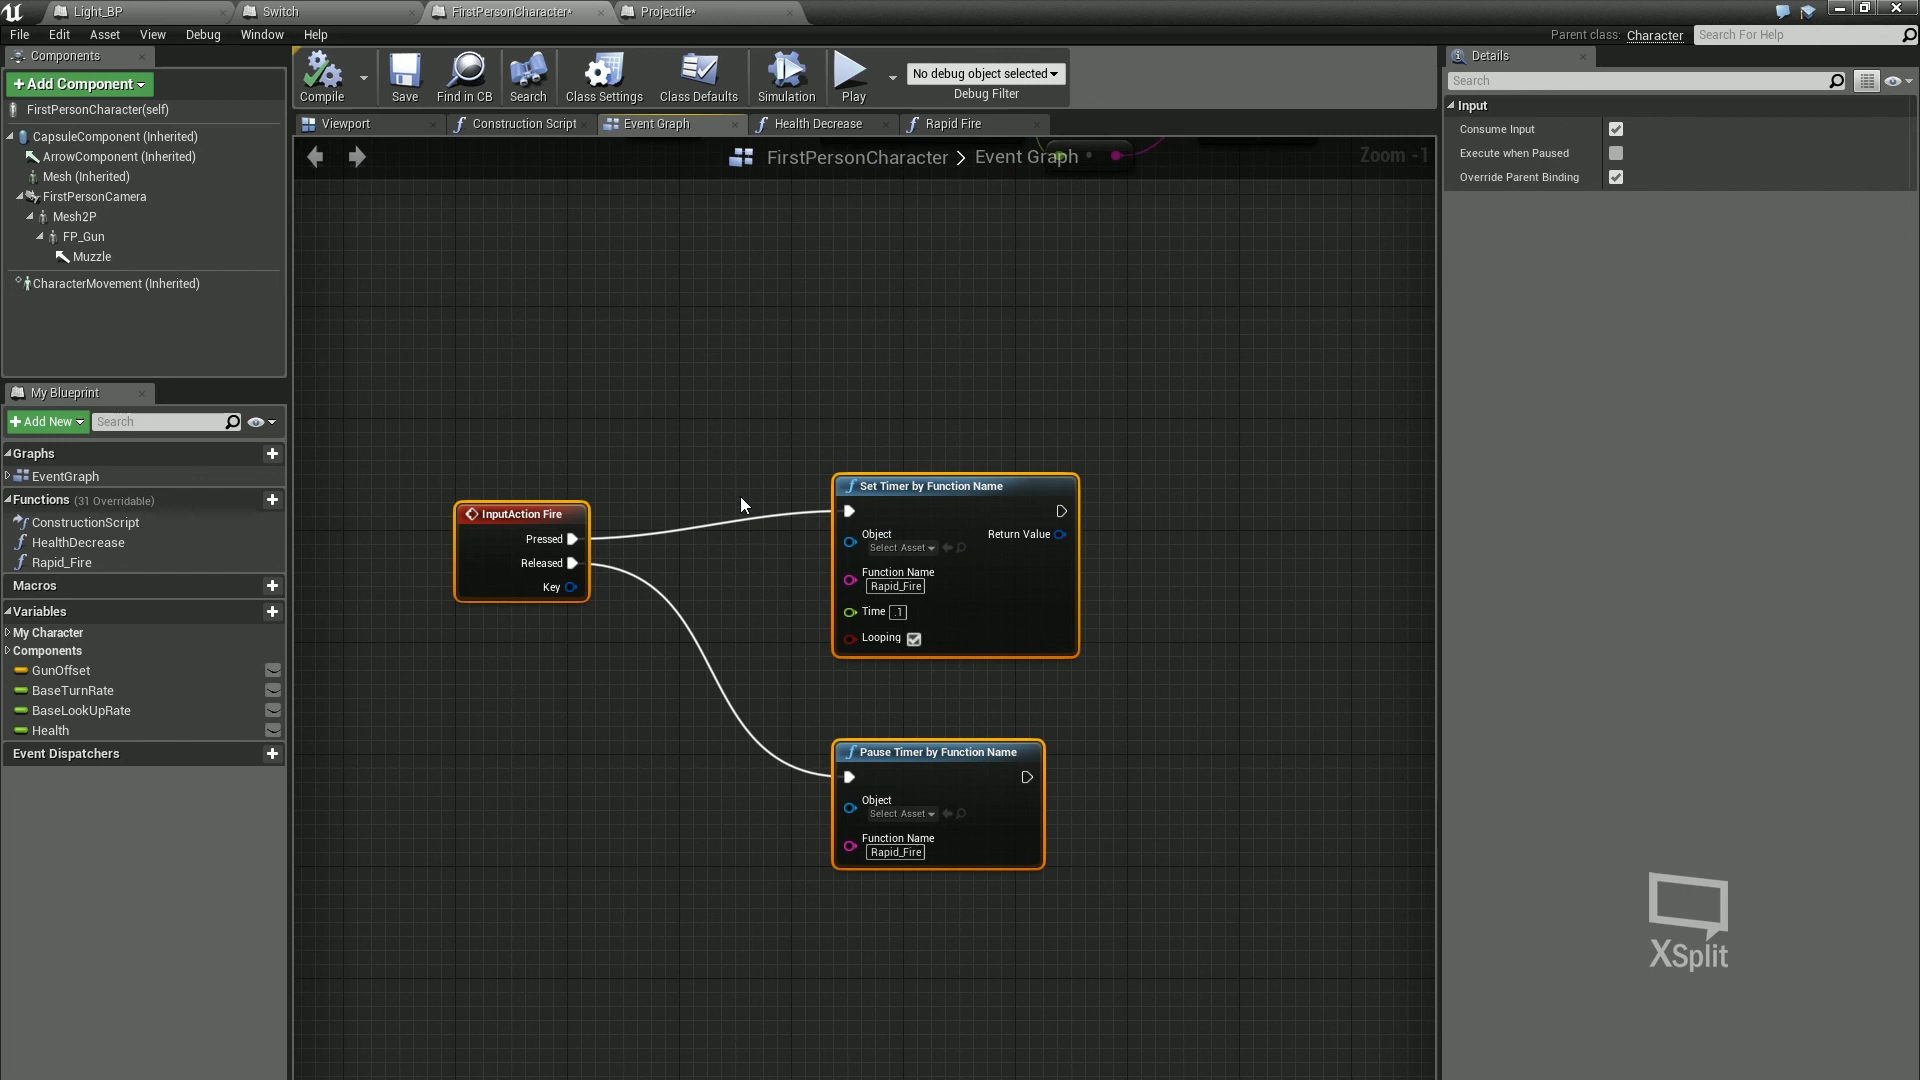 Light_BP
Switch
FirstPersonCharacter*
Projectile*
File Edit Asset View Debug Window Help
Parent class: Character
Search For Help
Components
+ Add Component
FirstPersonCharacter(self)
CapsuleComponent (Inherited)
ArrowComponent (Inherited)
Mesh (Inherited)
FirstPersonCamera
Mesh2P
FP_Gun
Muzzle
CharacterMovement (Inherited)
Compile
Save
Find in CB
Search
Class Settings
Class Defaults
Simulation
Play
No debug object selected
Debug Filter
Viewport
Construction Script
Event Graph
Health Decrease
Rapid Fire
FirstPersonCharacter > Event Graph
Zoom -1
My Blueprint
+ Add New
Search
Graphs
EventGraph
Functions (31 Overridable)
ConstructionScript
HealthDecrease
Rapid_Fire
Macros
Variables
My Character
Components
GunOffset
BaseTurnRate
BaseLookUpRate
Health
Event Dispatchers
InputAction Fire
Pressed
Released
Key
Set Timer by Function Name
Object
Select Asset
Return Value
Function Name
Rapid_Fire
Time .1
Looping
Pause Timer by Function Name
Object
Select Asset
Function Name
Rapid_Fire
Details
Search
Input
Consume Input
Execute when Paused
Override Parent Binding
XSplit